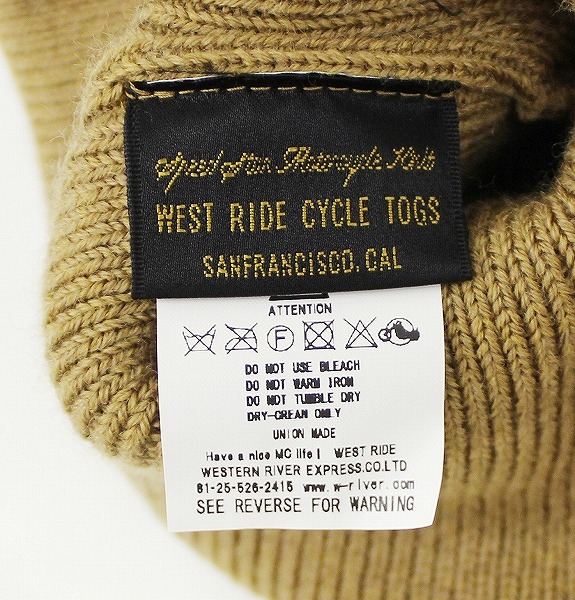 Speed Star Motorcycle Club
WEST RIDE CYCLE TOGS
SANFRANCISCO. CAL
ATTENTION
F
DO NOT USE BLEACH
DO NOT WARM IRON
DO NOT TUMBLE DRY
DRY-CREAN ONLY
UNION MADE
Have a nice MC life! WEST RIDE
WESTERN RIVER EXPRESS.CO.LTD
81-25-526-2415 www.w-river.com
SEE REVERSE FOR WARNING